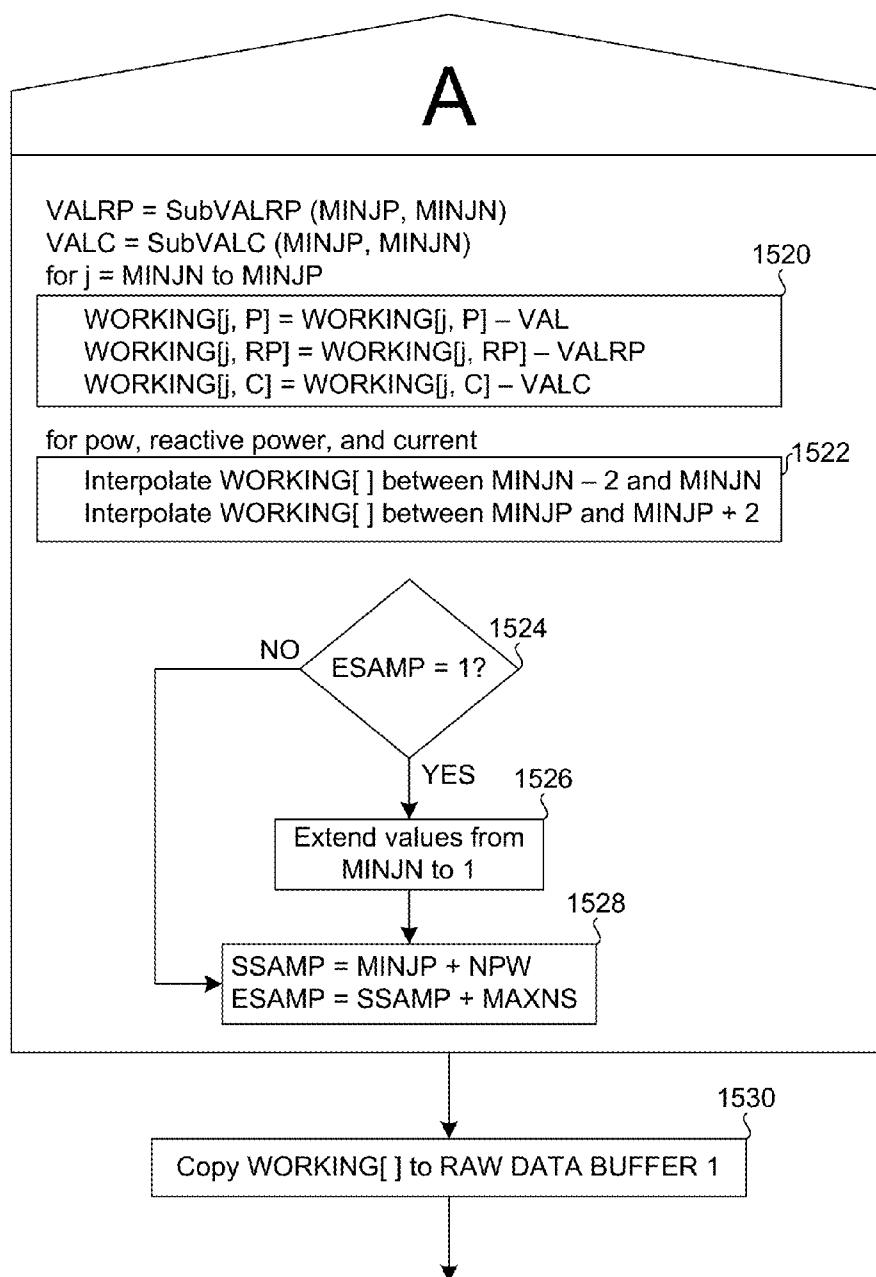 A
VALRP = SubVALRP (MINJP, MINJN)
VALC = SubVALC (MINJP, MINJN)
for j = MINJN to MINJP
1520
WORKING[j, P] = WORKING[j, P] – VAL
WORKING[j, RP] = WORKING[j, RP] – VALRP
WORKING[j, C] = WORKING[j, C] – VALC
for pow, reactive power, and current
1522
Interpolate WORKING[ ] between MINJN – 2 and MINJN
Interpolate WORKING[ ] between MINJP and MINJP + 2
1524
NO
ESAMP = 1?
YES
1526
Extend values from
MINJN to 1
1528
SSAMP = MINJP + NPW
ESAMP = SSAMP + MAXNS
1530
Copy WORKING[ ] to RAW DATA BUFFER 1